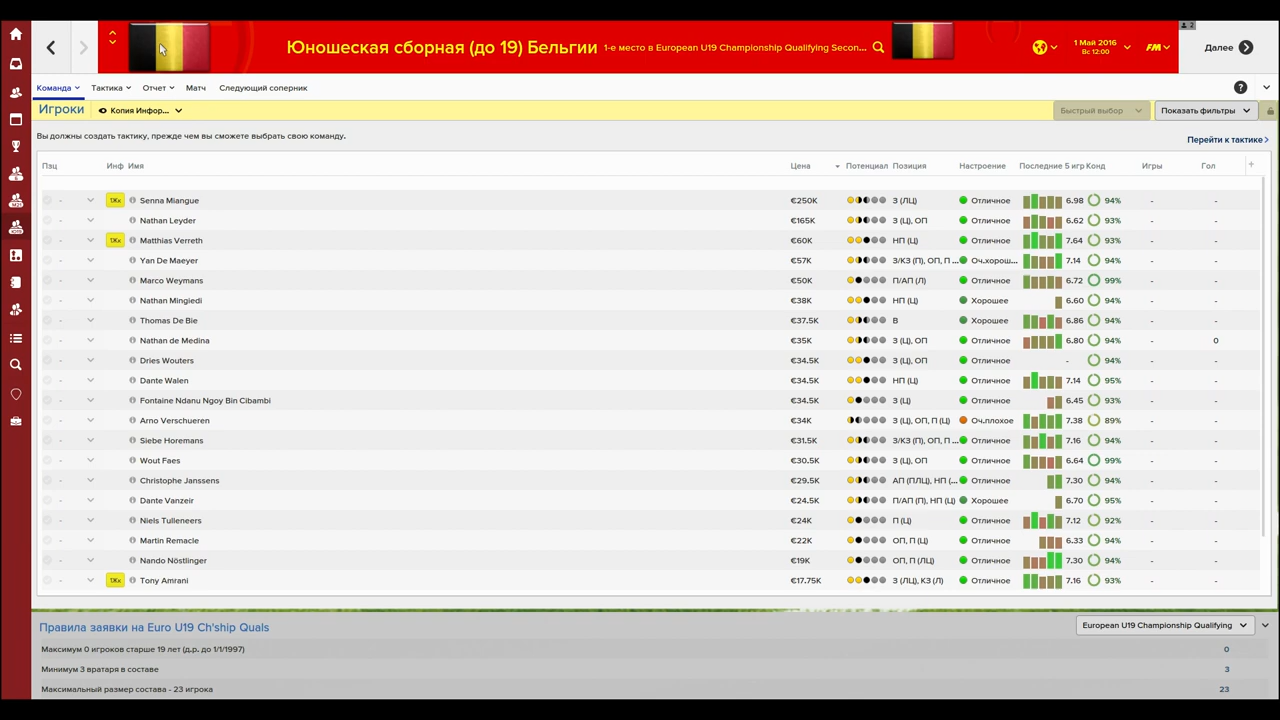 2
Юношеская сборная (до 19) Бельгии
1-е место в European U19 Championship Qualifying Secon...
1 Май 2016
Вс 12:00
FM
Далее
Команда Тактика Отчет Матч Следующий соперник
Игроки Копия Инфор... Быстрый выбор Показать фильтры
Вы должны создать тактику, прежде чем вы сможете выбрать свою команду.
Перейти к тактике
Пзц Инф Имя Цена Потенциал Позиция Настроение Последние 5 игр Конд Игры Гол
- 1Жк Senna Miangue €250K З (ЛЦ) Отличное 6.98 94% - -
- Nathan Leyder €165K З (Ц), ОП Отличное 6.62 93% - -
- 1Жк Matthias Verreth €60K НП (Ц) Отличное 7.64 93% - -
- Yan De Maeyer €57K З/КЗ (П), ОП, П ... Оч.хорош... 7.14 94% - -
- Marco Weymans €50K П/АП (Л) Отличное 6.72 99% - -
- Nathan Mingiedi €38K НП (Ц) Хорошее 6.60 94% - -
- Thomas De Bie €37.5K В Хорошее 6.86 94% - -
- Nathan de Medina €35K З (Ц), ОП Отличное 6.80 94% - 0
- Dries Wouters €34.5K З (Ц), ОП Отличное - 94% - -
- Dante Walen €34.5K НП (Ц) Отличное 7.14 95% - -
- Fontaine Ndanu Ngoy Bin Cibambi €34.5K З (Ц) Отличное 6.45 93% - -
- Arno Verschueren €34K З (Ц), ОП, П (Ц) Оч.плохое 7.38 89% - -
- Siebe Horemans €31.5K З/КЗ (П), ОП, П ... Отличное 7.16 94% - -
- Wout Faes €30.5K З (Ц), ОП Отличное 6.64 99% - -
- Christophe Janssens €29.5K АП (ПЛЦ), НП (... Отличное 7.30 94% - -
- Dante Vanzeir €24.5K П/АП (П), НП (Ц) Хорошее 6.70 95% - -
- Niels Tulleneers €24K П (Ц) Отличное 7.12 92% - -
- Martin Remacle €22K ОП, П (Ц) Отличное 6.33 94% - -
- Nando Nöstlinger €19K ОП, П (ЛЦ) Отличное 7.30 94% - -
- 1Жк Tony Amrani €17.75K З (ЛЦ), КЗ (Л) Отличное 7.16 93% - -
Правила заявки на Euro U19 Ch'ship Quals European U19 Championship Qualifying
Максимум 0 игроков старше 19 лет (д.р. до 1/1/1997) 0
Минимум 3 вратаря в составе 3
Максимальный размер состава - 23 игрока 23